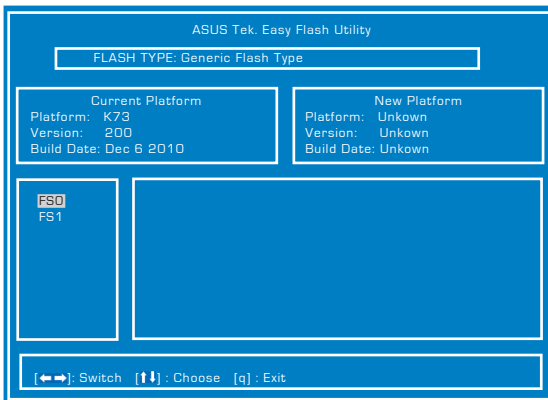 ASUS Tek. Easy Flash Utility
FLASH TYPE: Generic Flash Type
Current Platform
Platform: K73
Version: 200
Build Date: Dec 6 2010
New Platform
Platform: Unkown
Version: Unkown
Build Date: Unkown
FS0
FS1
[←→]: Switch [↑↓] : Choose [q] : Exit